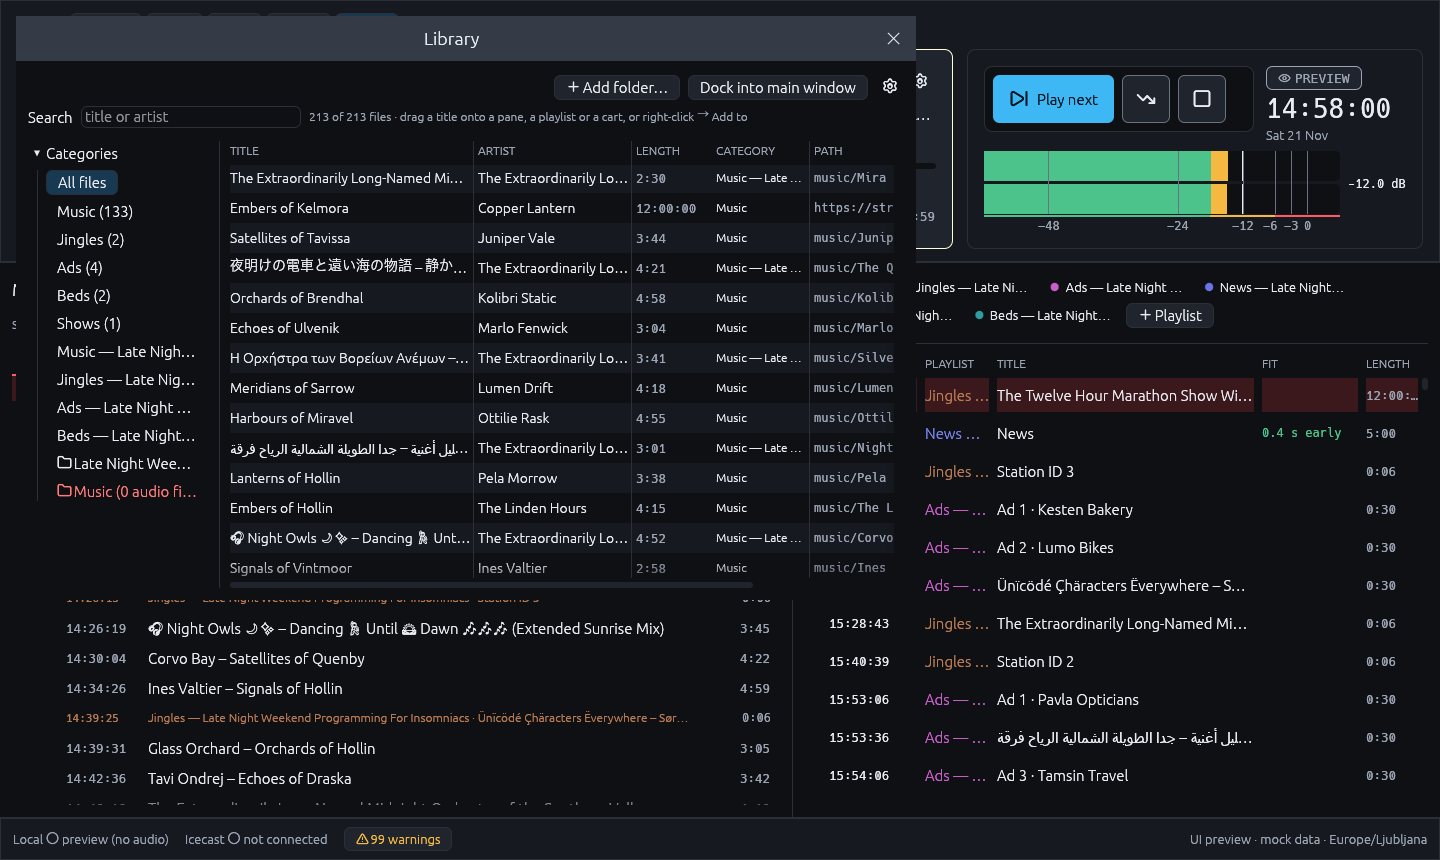 Library
Add folder…
Dock into main window
Search
title or artist
213 of 213 files · drag a title onto a pane, a playlist or a cart, or right-click → Add to
Categories
All files
Music (133)
Jingles (2)
Ads (4)
Beds (2)
Shows (1)
Music — Late Nigh…
Jingles — Late Nig…
Ads — Late Night …
Beds — Late Night…
Late Night Wee…
Music (0 audio fi…
TITLE ARTIST LENGTH CATEGORY PATH
The Extraordinarily Long-Named Mi… The Extraordinarily Lo… 2:30 Music — Late … music/Mira
Embers of Kelmora Copper Lantern 12:00:00 Music https://str
Satellites of Tavissa Juniper Vale 3:44 Music music/Junip
夜明けの電車と遠い海の物語 – 静か… The Extraordinarily Lo… 4:21 Music — Late … music/The Q
Orchards of Brendhal Kolibri Static 4:58 Music music/Kolib
Echoes of Ulvenik Marlo Fenwick 3:04 Music music/Marlo
Η Ορχήστρα των Βορείων Ανέμων –… The Extraordinarily Lo… 3:41 Music — Late … music/Silve
Meridians of Sarrow Lumen Drift 4:18 Music music/Lumen
Harbours of Miravel Ottilie Rask 4:55 Music music/Ottil
فرقة الرياح الشمالية الطويلة جدا – أغنية ليل… The Extraordinarily Lo… 3:01 Music — Late … music/Night
Lanterns of Hollin Pela Morrow 3:38 Music music/Pela
Embers of Hollin The Linden Hours 4:15 Music music/The L
🎧 Night Owls 🌙✨ – Dancing 💃 Unt… The Extraordinarily Lo… 4:52 Music — Late … music/Corvo
Signals of Vintmoor Ines Valtier 2:58 Music music/Ines
Play next
PREVIEW
14:58:00
Sat 21 Nov
-12.0 dB
-48 -24 -12 -6 -3 0
…
:59
Jingles — Late Ni… Ads — Late Night … News — Late Night…
Nigh… Beds — Late Night… Playlist
PLAYLIST TITLE FIT LENGTH
Jingles … The Twelve Hour Marathon Show Wi… 12:00:…
News … News 0.4 s early 5:00
Jingles … Station ID 3 0:06
Ads — … Ad 1 · Kesten Bakery 0:30
Ads — … Ad 2 · Lumo Bikes 0:30
Ads — … Ünïcödé Çhäracters Ëverywhere – S… 0:30
15:28:43 Jingles … The Extraordinarily Long-Named Mi… 0:06
15:40:39 Jingles … Station ID 2 0:06
15:53:06 Ads — … Ad 1 · Pavla Opticians 0:30
15:53:36 Ads — … فرقة الرياح الشمالية الطويلة جدا – أغنية ليل… 0:30
15:54:06 Ads — … Ad 3 · Tamsin Travel 0:30
14:26:19 🎧 Night Owls 🌙✨ – Dancing 💃 Until 🌅 Dawn 🎶🎶🎶 (Extended Sunrise Mix) 3:45
14:30:04 Corvo Bay – Satellites of Quenby 4:22
14:34:26 Ines Valtier – Signals of Hollin 4:59
14:39:25 Jingles — Late Night Weekend Programming For Insomniacs · Ünïcödé Çhäracters Ëverywhere – Sør… 0:06
14:39:31 Glass Orchard – Orchards of Hollin 3:05
14:42:36 Tavi Ondrej – Echoes of Draska 3:42
Local preview (no audio) Icecast not connected 99 warnings
UI preview · mock data · Europe/Ljubljana